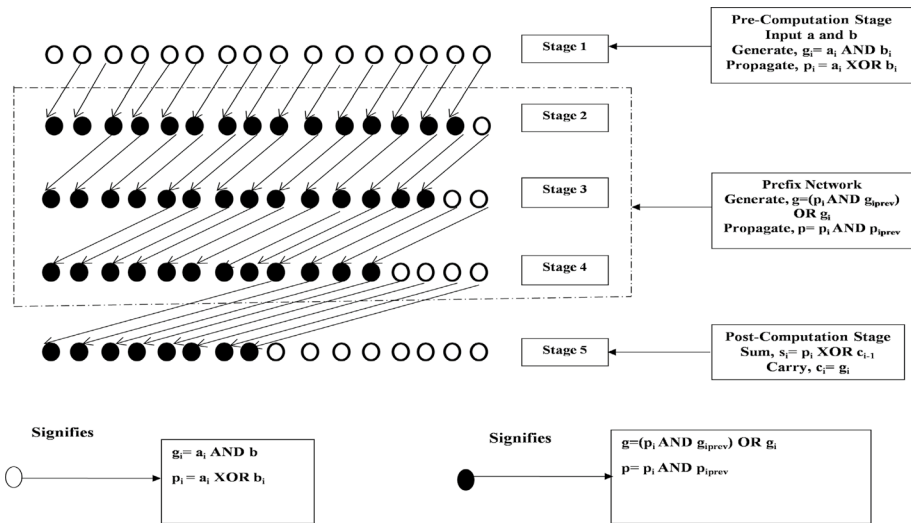 Stage 1
Pre-Computation Stage
Input a and b
Generate, gᵢ= aᵢ AND bᵢ
Propagate, pᵢ = aᵢ XOR bᵢ
Stage 2
Stage 3
Prefix Network
Generate, g=(pᵢ AND gᵢₚᵣₑᵥ)
OR gᵢ
Propagate, p= pᵢ AND pᵢₚᵣₑᵥ
Stage 4
Stage 5
Post-Computation Stage
Sum, sᵢ= pᵢ XOR cᵢ₋₁
Carry, cᵢ= gᵢ
Signifies
gᵢ= aᵢ AND b
pᵢ= aᵢ XOR bᵢ
Signifies
g=(pᵢ AND gᵢₚᵣₑᵥ) OR gᵢ
p= pᵢ AND pᵢₚᵣₑᵥ